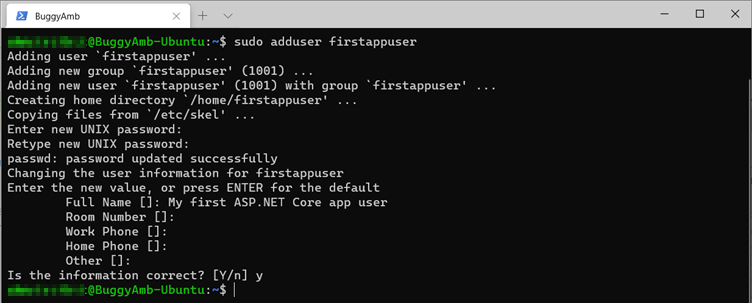 BuggyAmb
@BuggyAmb-Ubuntu:~$ sudo adduser firstappuser
Adding user `firstappuser' ...
Adding new group `firstappuser' (1001) ...
Adding new user `firstappuser' (1001) with group `firstappuser' ...
Creating home directory `/home/firstappuser' ...
Copying files from `/etc/skel' ...
Enter new UNIX password:
Retype new UNIX password:
passwd: password updated successfully
Changing the user information for firstappuser
Enter the new value, or press ENTER for the default
Full Name []: My first ASP.NET Core app user
Room Number []:
Work Phone []:
Home Phone []:
Other []:
Is the information correct? [Y/n] y
@BuggyAmb-Ubuntu:~$